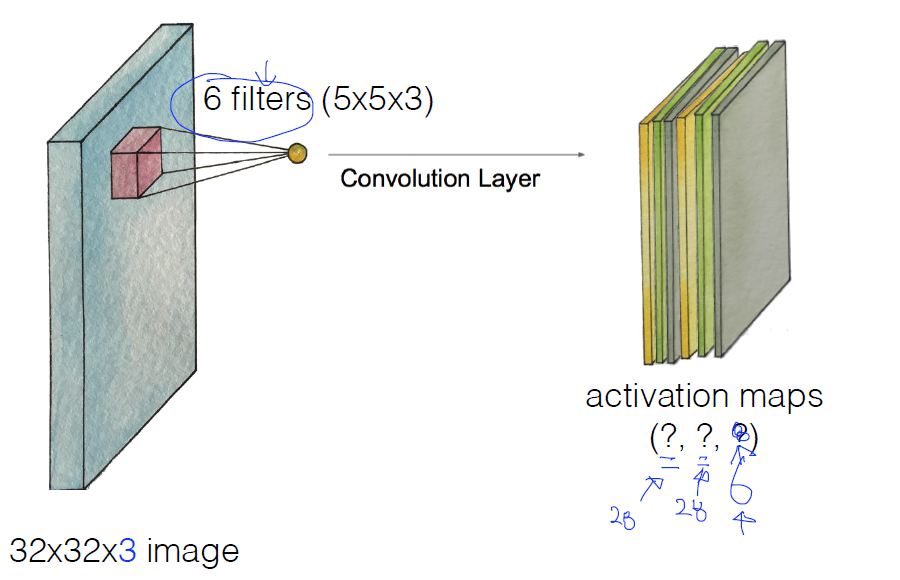 6 filters (5x5x3)
Convolution Layer
activation maps
(?, ?, ?)
28 28 6
32x32x3 image